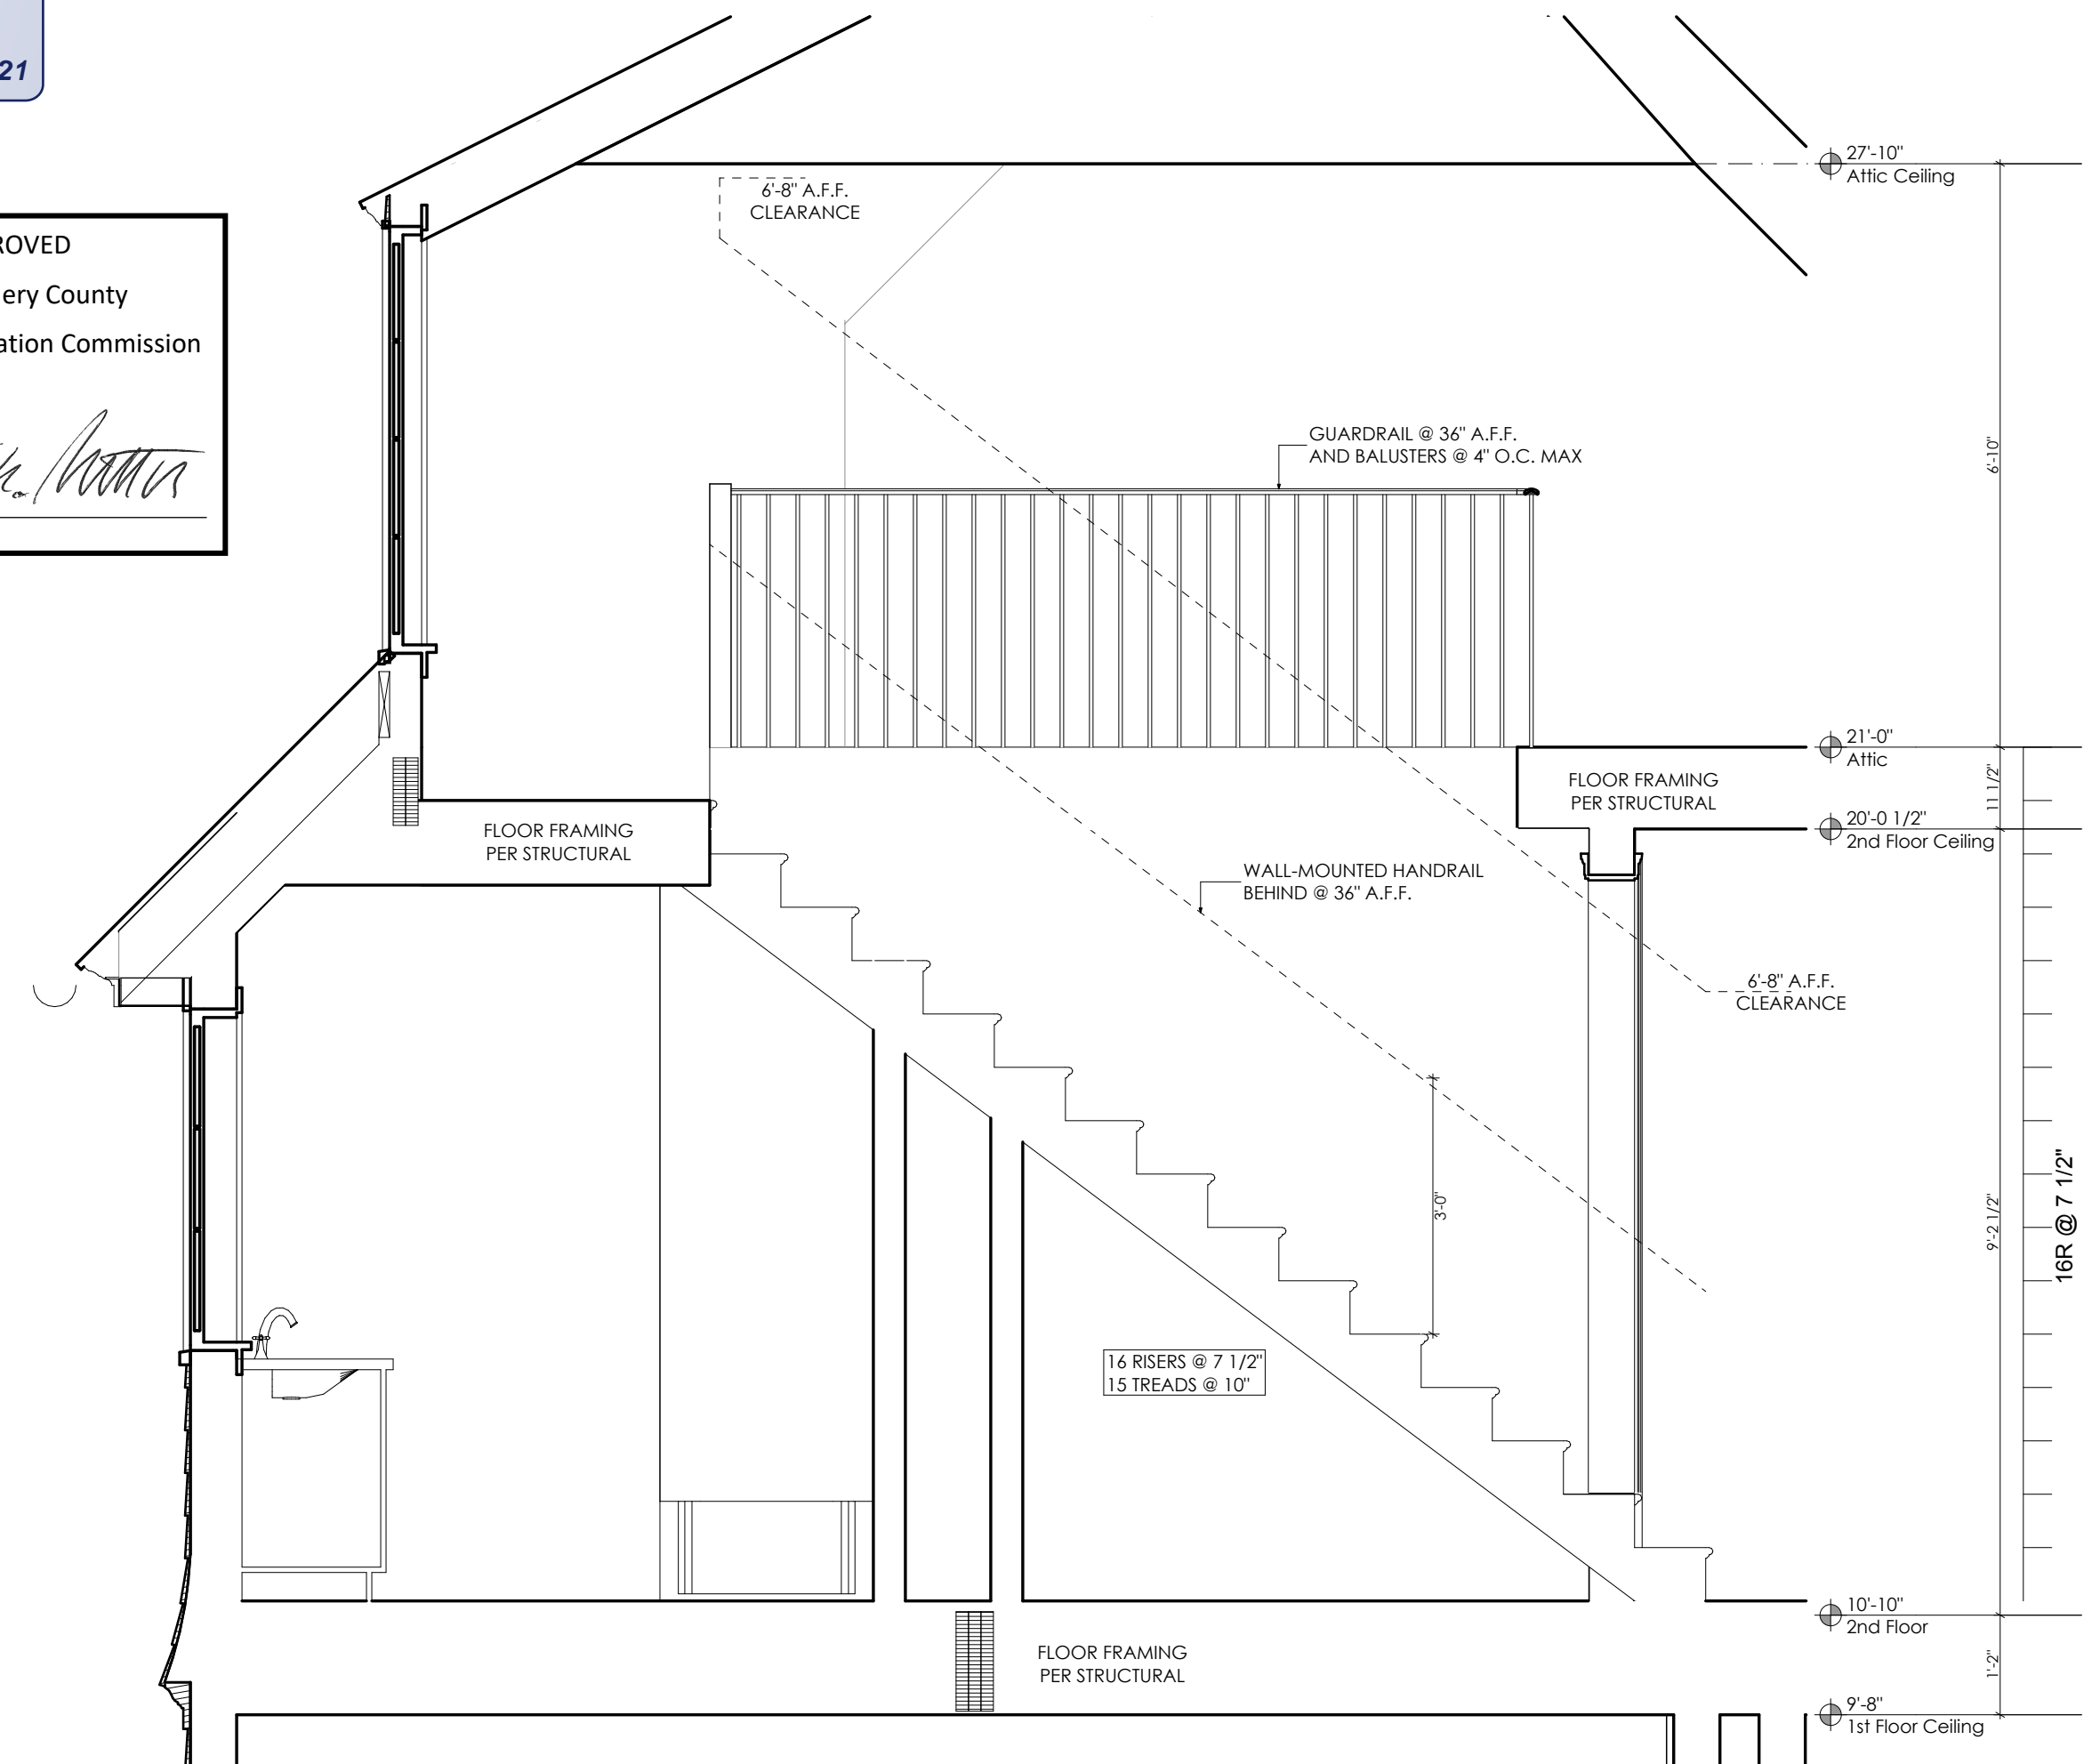 21
ROVED
ery County
ation Commission
27'-10"
Attic Ceiling
6'-8" A.F.F.
CLEARANCE
GUARDRAIL @ 36" A.F.F.
AND BALUSTERS @ 4" O.C. MAX
6'-10"
21'-0"
Attic
FLOOR FRAMING
PER STRUCTURAL
11 1/2"
20'-0 1/2"
2nd Floor Ceiling
FLOOR FRAMING
PER STRUCTURAL
WALL-MOUNTED HANDRAIL
BEHIND @ 36" A.F.F.
6'-8" A.F.F.
CLEARANCE
3'-0"
9'-2 1/2"
16R @ 7 1/2"
16 RISERS @ 7 1/2"
15 TREADS @ 10"
10'-10"
2nd Floor
FLOOR FRAMING
PER STRUCTURAL
1'-2"
9'-8"
1st Floor Ceiling